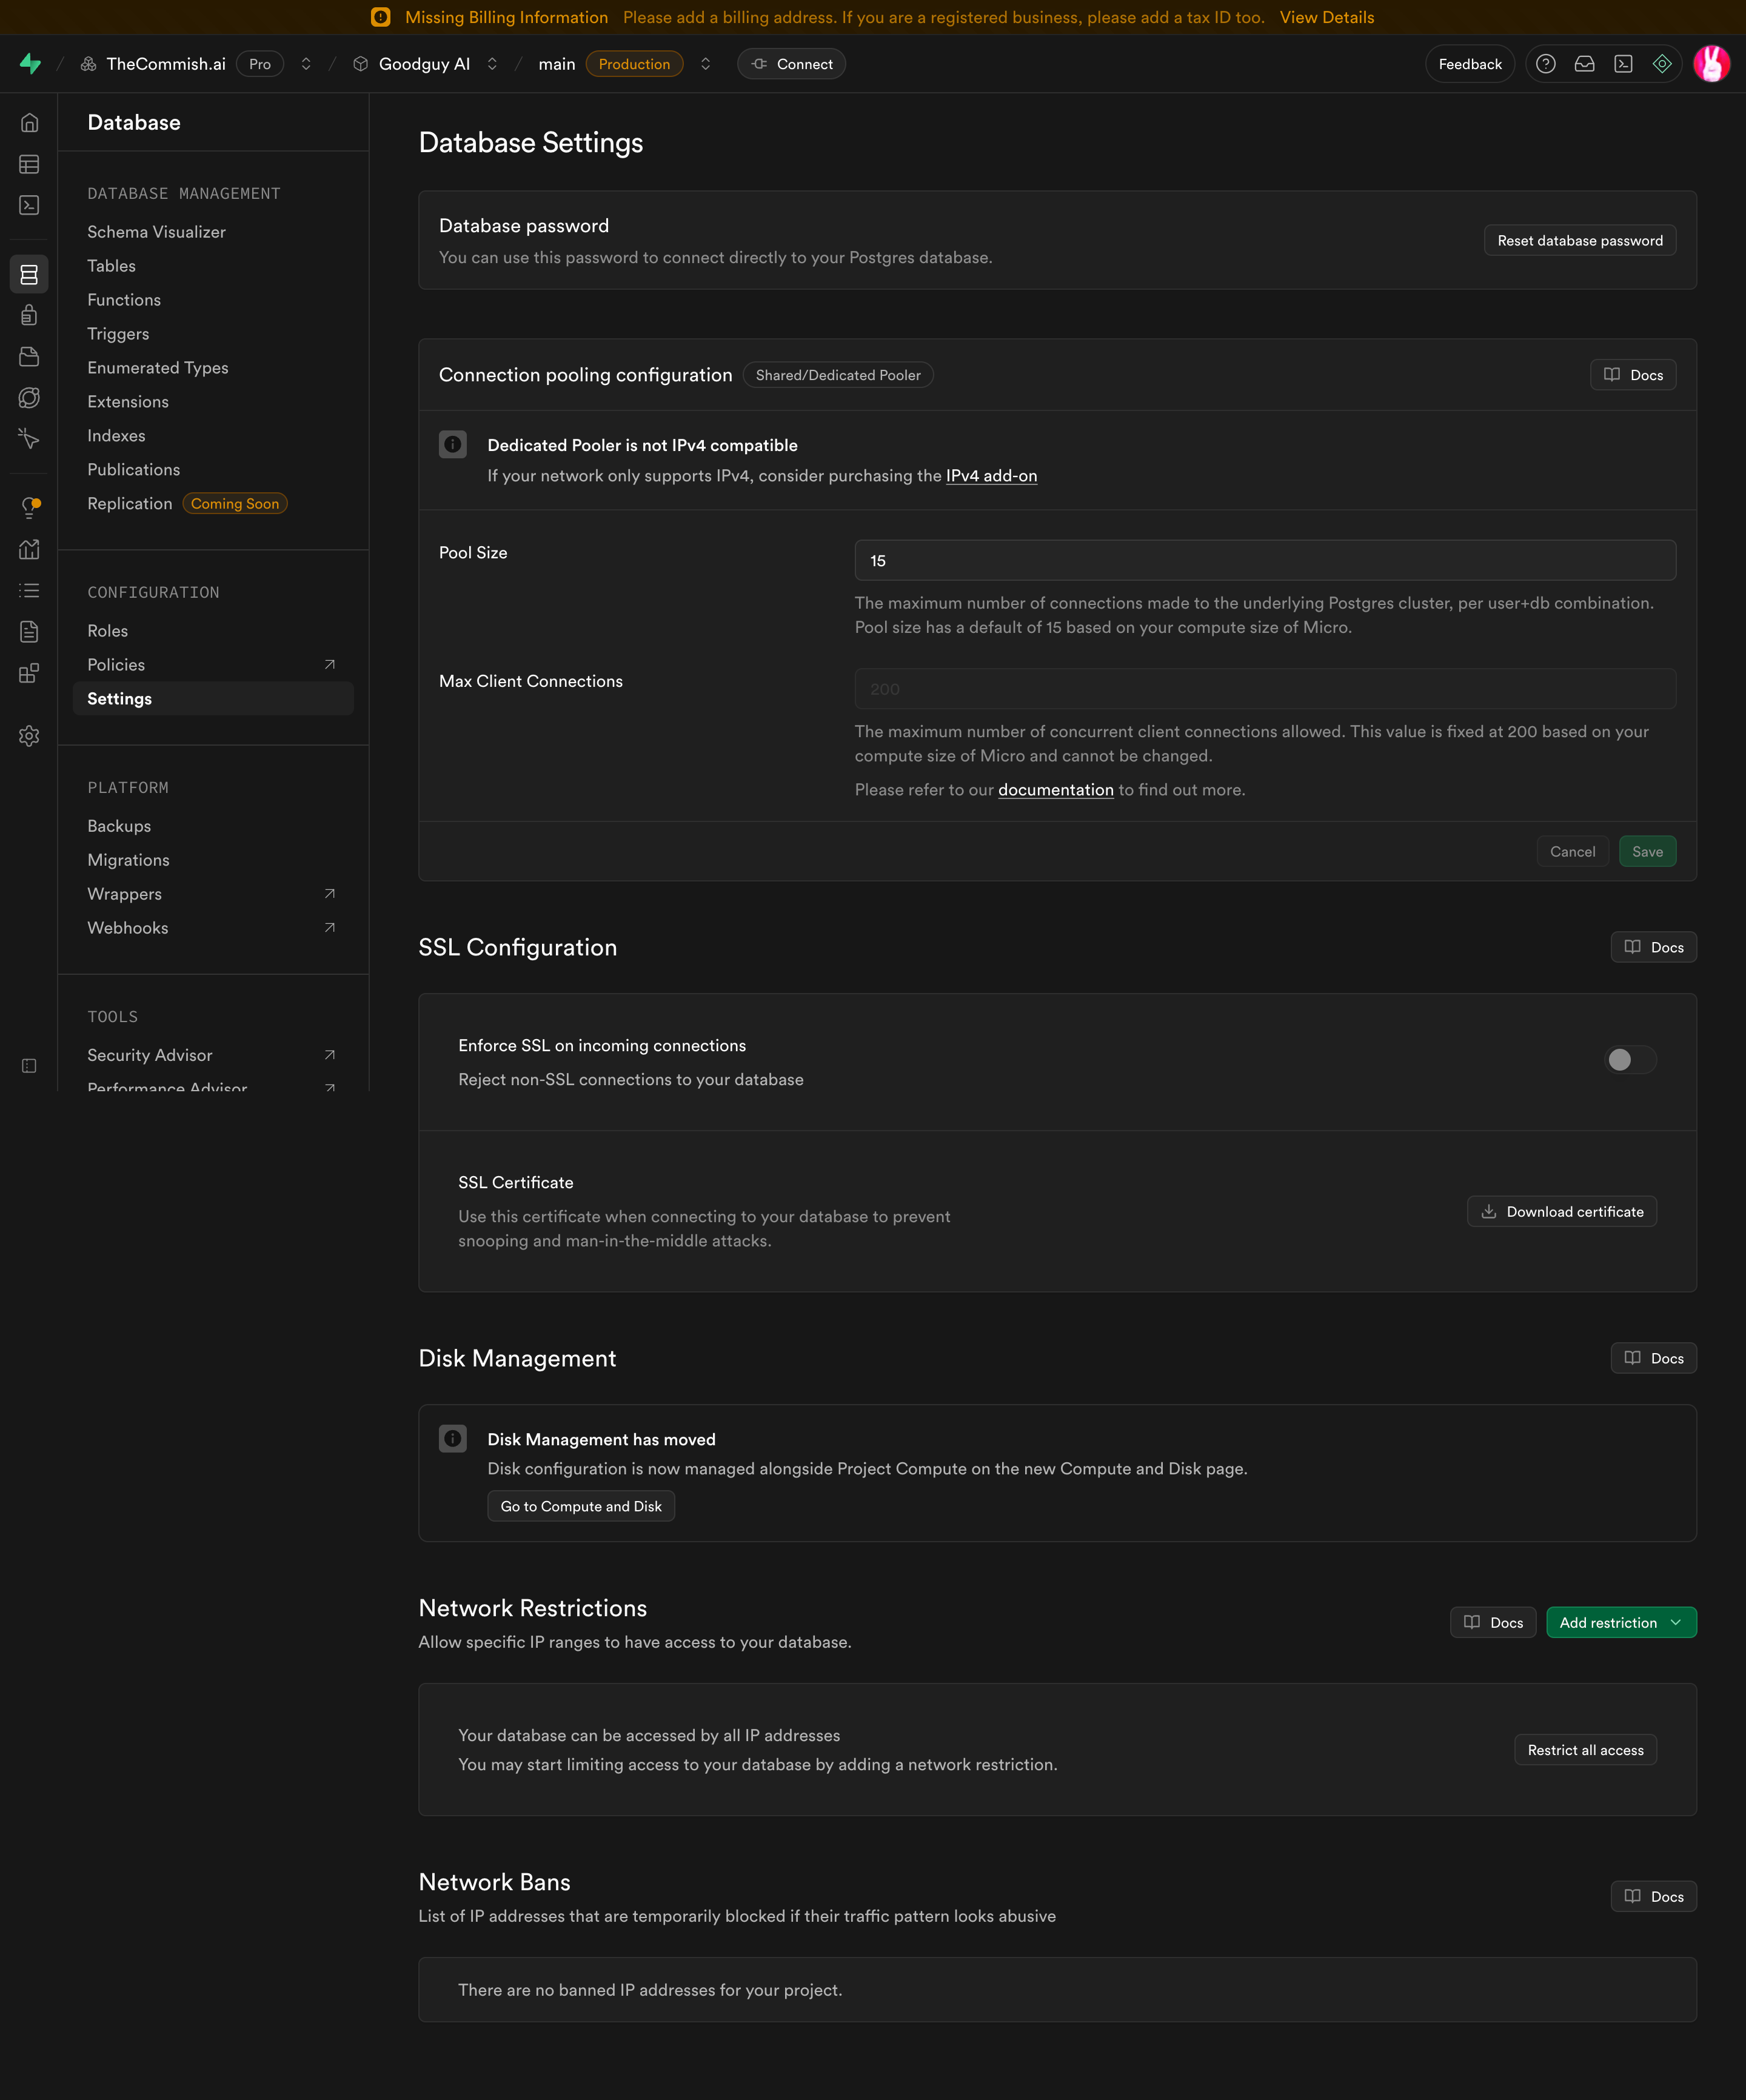 Missing Billing Information Please add a billing address. If you are a registered business, please add a tax ID too. View Details
/ TheCommish.ai Pro / Goodguy AI / main Production Connect Feedback
Database
DATABASE MANAGEMENT
Schema Visualizer
Tables
Functions
Triggers
Enumerated Types
Extensions
Indexes
Publications
Replication Coming Soon
CONFIGURATION
Roles
Policies
Settings
PLATFORM
Backups
Migrations
Wrappers
Webhooks
TOOLS
Security Advisor
Performance Advisor
Database Settings
Database password
You can use this password to connect directly to your Postgres database.
Reset database password
Connection pooling configuration Shared/Dedicated Pooler Docs
Dedicated Pooler is not IPv4 compatible
If your network only supports IPv4, consider purchasing the IPv4 add-on
Pool Size
15
The maximum number of connections made to the underlying Postgres cluster, per user+db combination.
Pool size has a default of 15 based on your compute size of Micro.
Max Client Connections
200
The maximum number of concurrent client connections allowed. This value is fixed at 200 based on your
compute size of Micro and cannot be changed.
Please refer to our documentation to find out more.
Cancel Save
SSL Configuration Docs
Enforce SSL on incoming connections
Reject non-SSL connections to your database
SSL Certificate
Use this certificate when connecting to your database to prevent
snooping and man-in-the-middle attacks.
Download certificate
Disk Management Docs
Disk Management has moved
Disk configuration is now managed alongside Project Compute on the new Compute and Disk page.
Go to Compute and Disk
Network Restrictions
Allow specific IP ranges to have access to your database.
Docs Add restriction
Your database can be accessed by all IP addresses
You may start limiting access to your database by adding a network restriction.
Restrict all access
Network Bans
List of IP addresses that are temporarily blocked if their traffic pattern looks abusive
Docs
There are no banned IP addresses for your project.